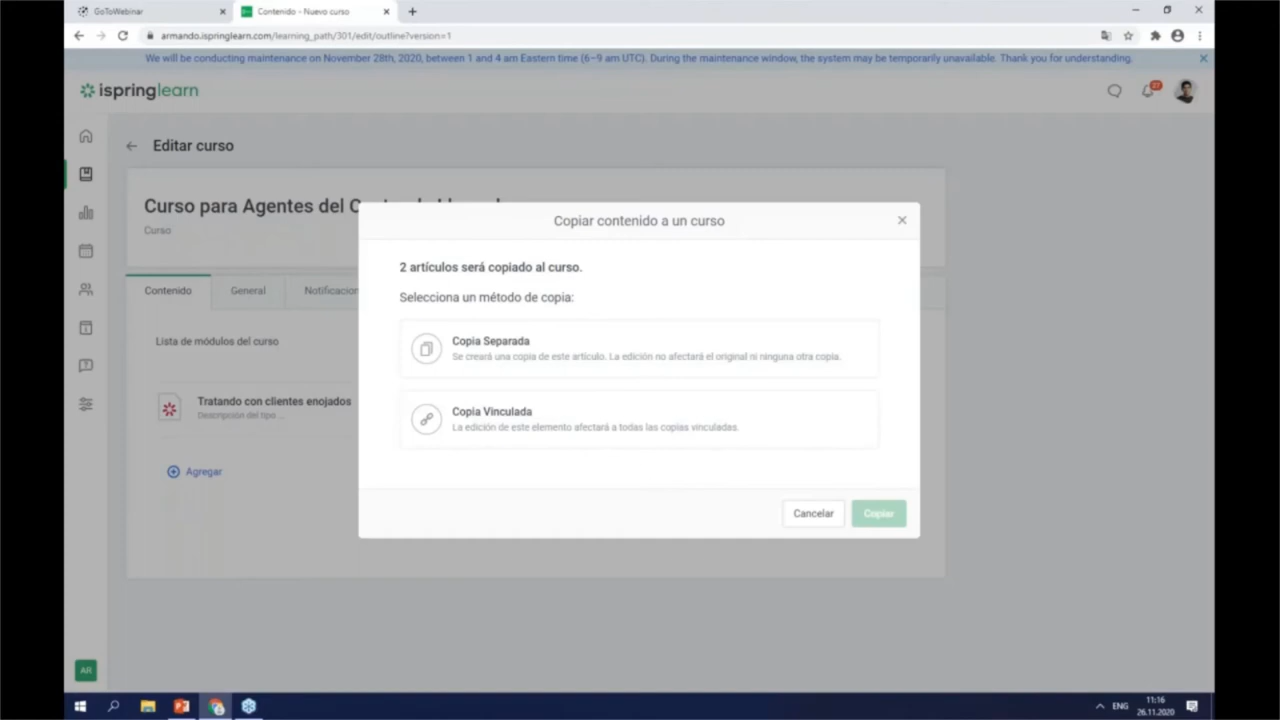 GoToWebinar
Contenido - Nuevo curso
armando.ispringlearn.com/learning_path/301/edit/outline?version=1
We will be conducting maintenance on November 28th, 2020, between 1 and 4 am Eastern time (6–9 am UTC). During the maintenance window, the system may be temporarily unavailable. Thank you for understanding.
ispringlearn
27
Editar curso
Curso para Agentes del
Curso
Contenido
General
Notificacion
Lista de módulos del curso
Tratando con clientes enojados
Descripción del tipo ...
Agregar
Copiar contenido a un curso
2 artículos será copiado al curso.
Selecciona un método de copia:
Copia Separada
Se creará una copia de este artículo. La edición no afectará el original ni ninguna otra copia.
Copia Vinculada
La edición de este elemento afectará a todas las copias vinculadas.
Cancelar
Copiar
AR
ENG
11:16
26.11.2020